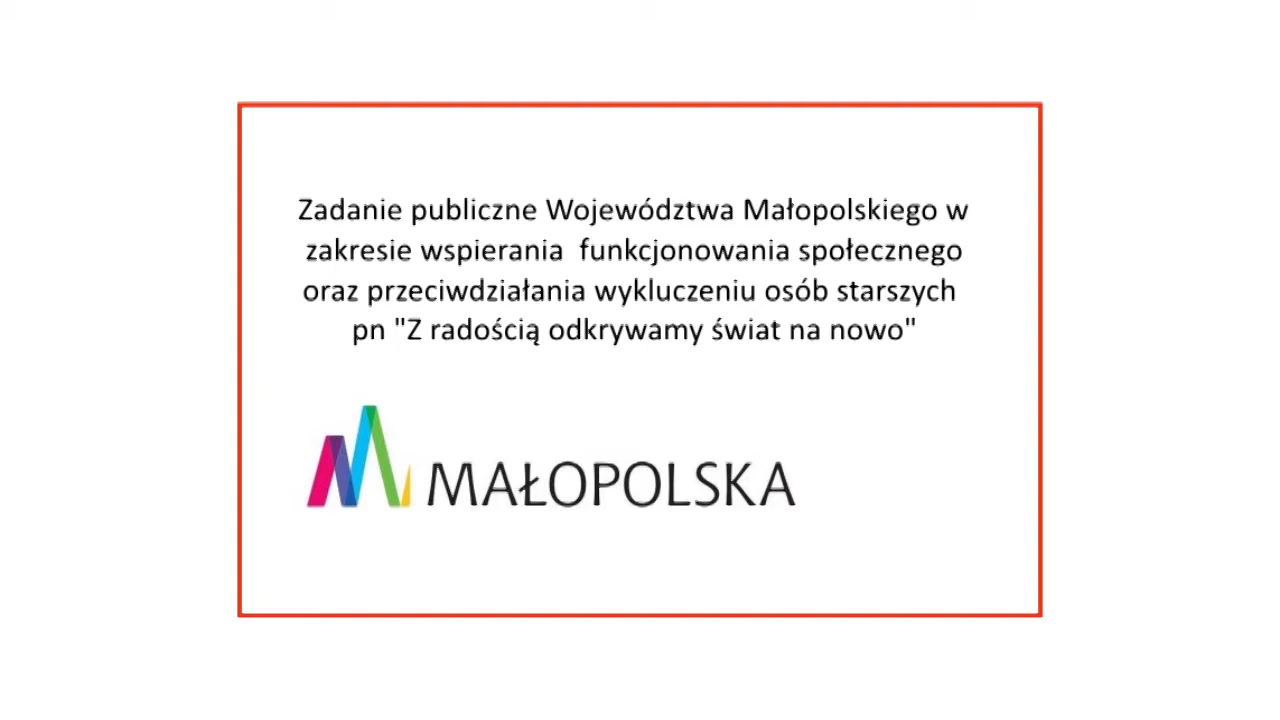 Zadanie publiczne Województwa Małopolskiego w
zakresie wspierania  funkcjonowania społecznego
oraz przeciwdziałania wykluczeniu osób starszych
pn "Z radością odkrywamy świat na nowo"
MAŁOPOLSKA